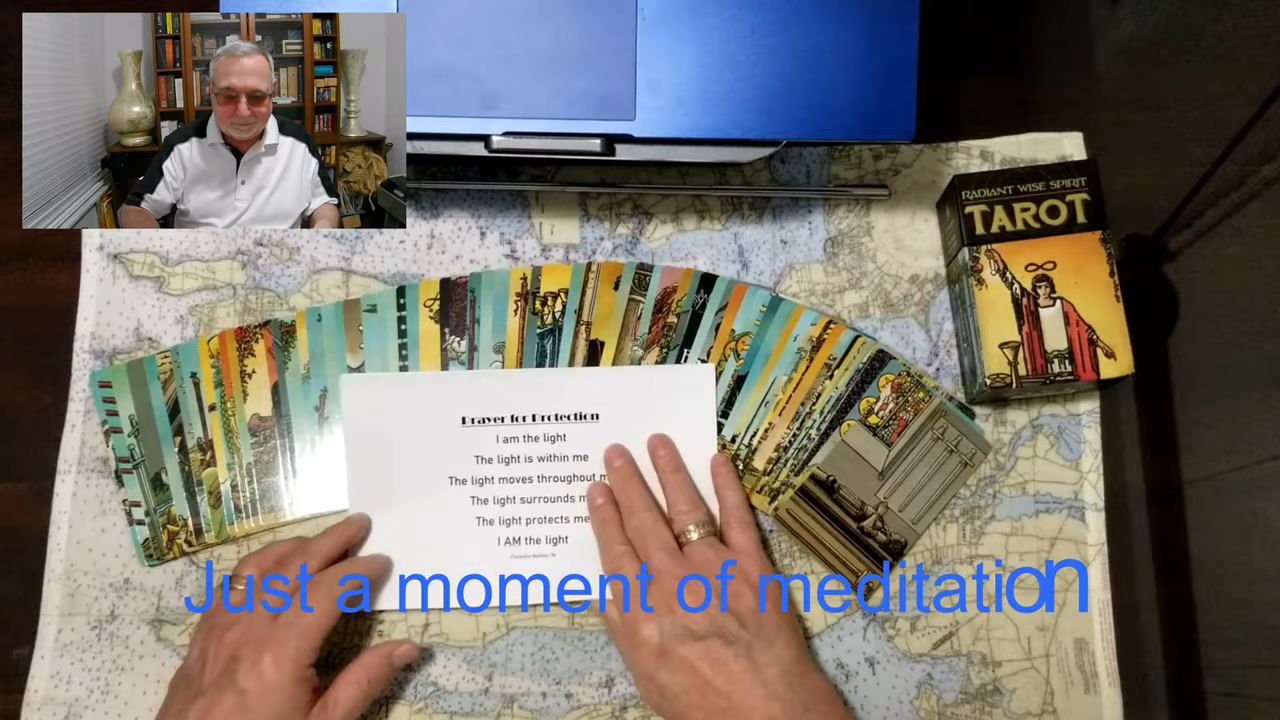 RADIANT WISE SPIRIT
TAROT
Prayer for Protection
I am the light
The light is within me
The light moves throughout m
The light surrounds m
The light protects me
I AM the light
Just a moment of meditation